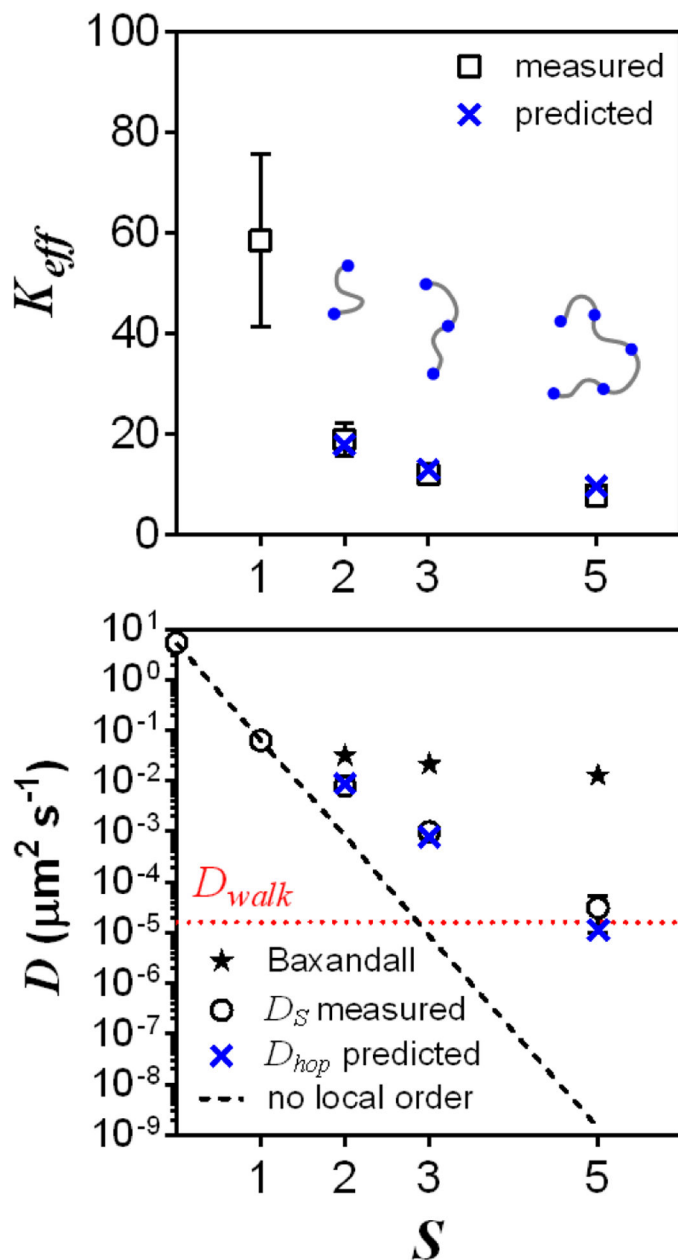 100
measured
predicted
80
60
K_eff
40
20
0
1 2 3 5
10^1
10^0
10^-1
10^-2
10^-3
D (µm² s⁻¹)
10^-4
D_walk
10^-5
Baxandall
10^-6
D_S measured
10^-7
D_hop predicted
10^-8
no local order
10^-9
1 2 3 5
S